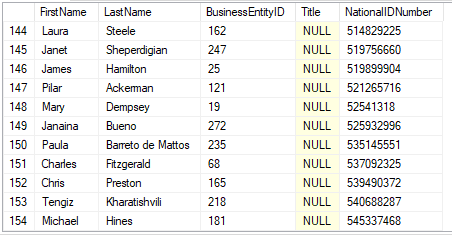 FirstName LastName BusinessEntityID Title NationalIDNumber
144 Laura Steele 162 NULL 514829225
145 Janet Sheperdigian 247 NULL 519756660
146 James Hamilton 25 NULL 519899904
147 Pilar Ackerman 121 NULL 521265716
148 Mary Dempsey 19 NULL 52541318
149 Janaina Bueno 272 NULL 525932996
150 Paula Barreto de Mattos 235 NULL 535145551
151 Charles Fitzgerald 68 NULL 537092325
152 Chris Preston 165 NULL 539490372
153 Tengiz Kharatishvili 218 NULL 540688287
154 Michael Hines 181 NULL 545337468